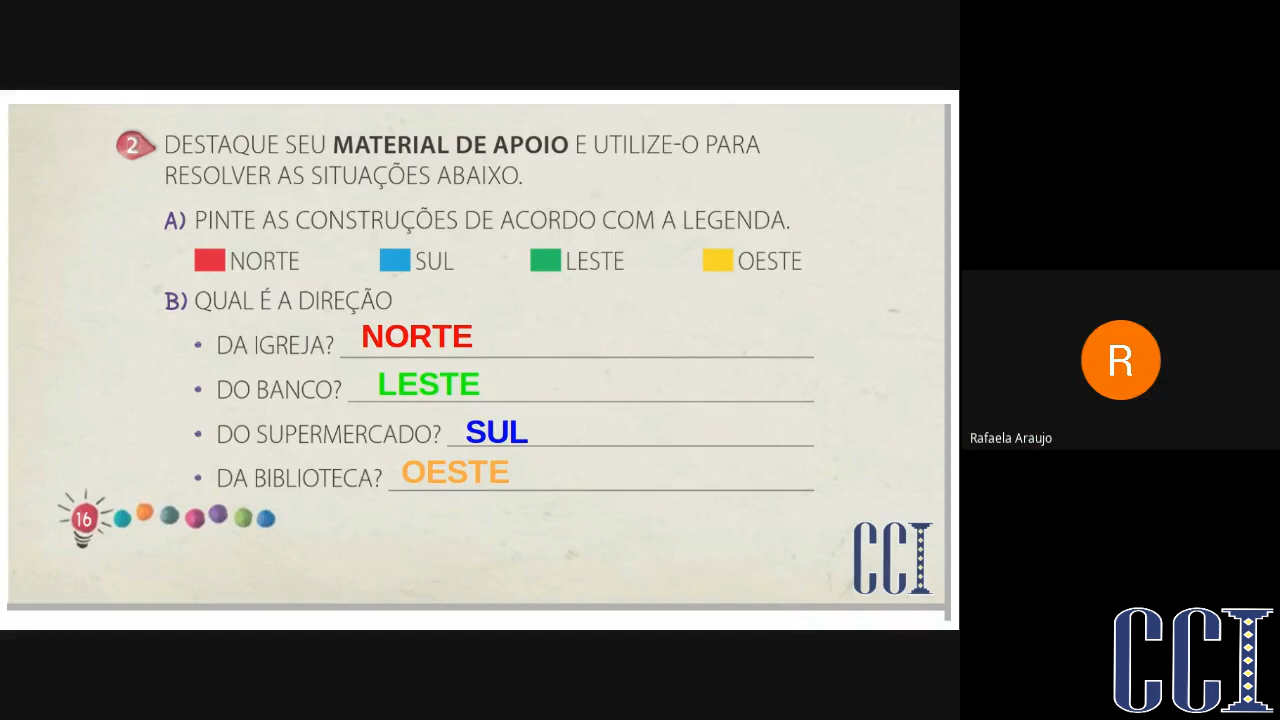 2 DESTAQUE SEU MATERIAL DE APOIO E UTILIZE-O PARA
RESOLVER AS SITUAÇÕES ABAIXO.
A) PINTE AS CONSTRUÇÕES DE ACORDO COM A LEGENDA.
NORTE SUL LESTE OESTE
B) QUAL É A DIREÇÃO
• DA IGREJA? NORTE
• DO BANCO? LESTE
• DO SUPERMERCADO? SUL
• DA BIBLIOTECA? OESTE
16
CCI
R
Rafaela Araujo
CCI